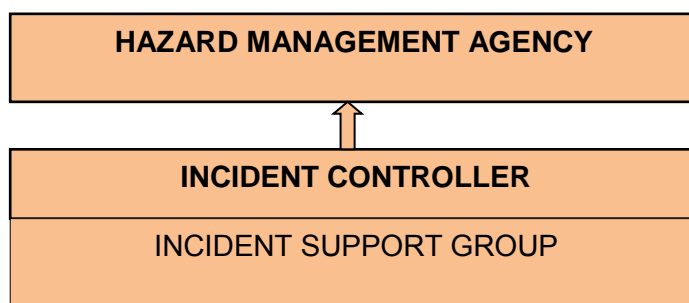 HAZARD MANAGEMENT AGENCY
INCIDENT CONTROLLER
INCIDENT SUPPORT GROUP